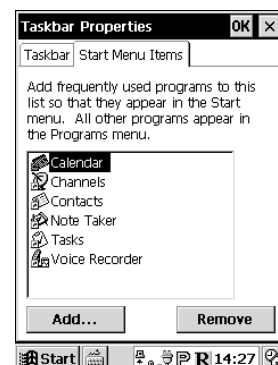 Taskbar Properties OK ×
Taskbar Start Menu Items
Add frequently used programs to this
list so that they appear in the Start
menu. All other programs appear in
the Programs menu.
Calendar
Channels
Contacts
Note Taker
Tasks
Voice Recorder
Add... Remove
Start P R 14:27